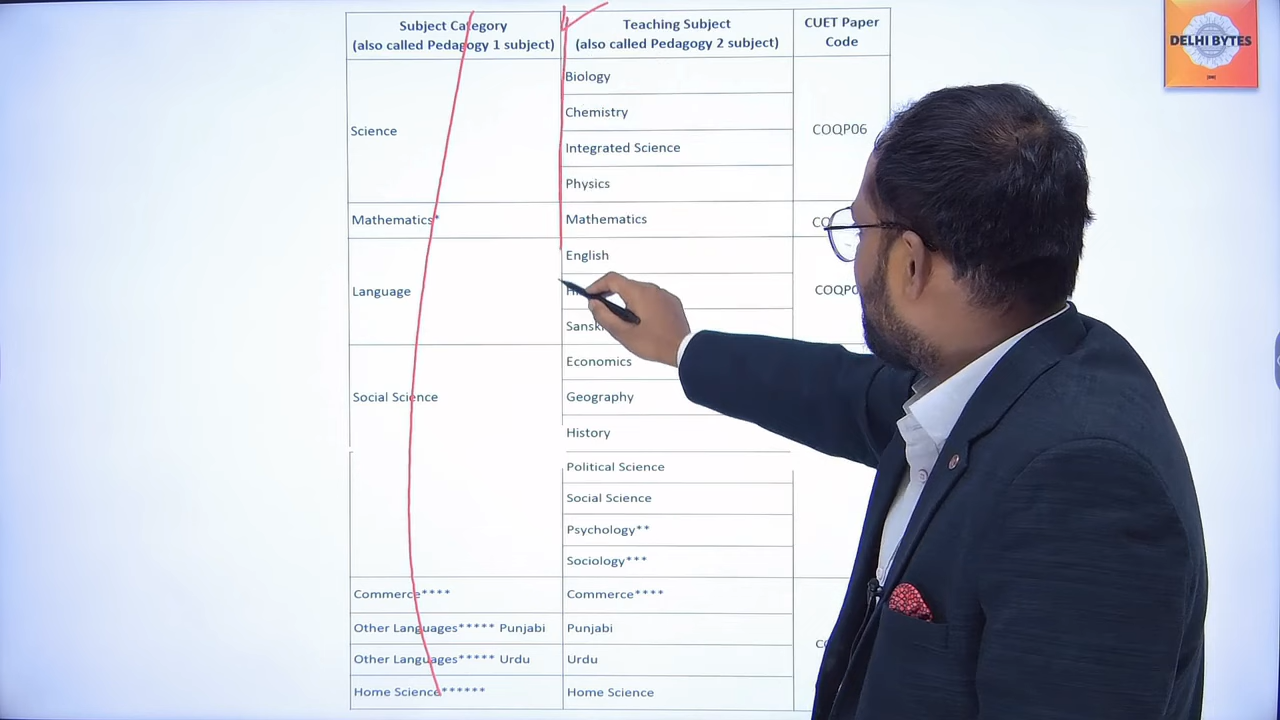 Subject Category
(also called Pedagogy 1 subject)
Teaching Subject
(also called Pedagogy 2 subject)
CUET Paper
Code
DELHI BYTES
Science
Biology
Chemistry
Integrated Science
Physics
COQP06
Mathematics*
Mathematics
Language
English
Social Science
Economics
Geography
History
Political Science
Social Science
Psychology**
Sociology***
Commerce****
Commerce****
Other Languages***** Punjabi
Punjabi
Other Languages***** Urdu
Urdu
Home Science******
Home Science